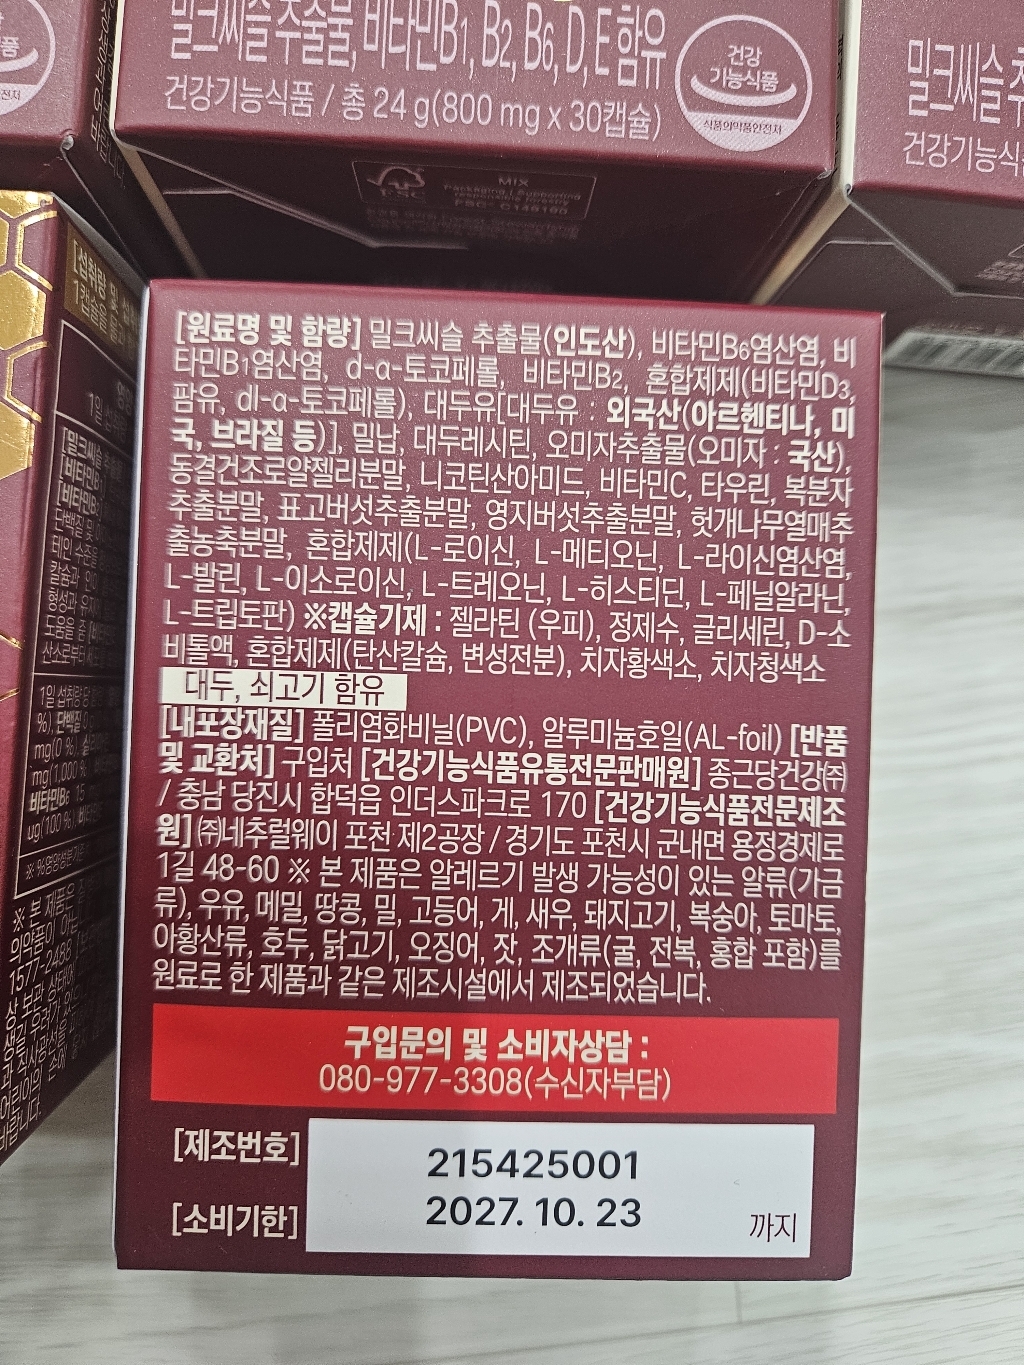 밀크씨슬 추출물, 비타민B1, B2, B6, D, E 함유
건강기능식품 / 총 24 g(800 mg x 30캡슐)
건강
기능식품
식품의약품안전처
MIX
밀크씨슬
건강기능식품
[원료명 및 함량] 밀크씨슬 추출물(인도산), 비타민B6염산염, 비
타민B1염산염, d-α-토코페롤, 비타민B2, 혼합제제(비타민D3,
팜유, dl-α-토코페롤), 대두유[대두유 : 외국산(아르헨티나, 미
국, 브라질 등)], 밀납, 대두레시틴, 오미자추출물(오미자 : 국산),
동결건조로얄젤리분말, 니코틴산아미드, 비타민C, 타우린, 복분자
추출분말, 표고버섯추출분말, 영지버섯추출분말, 헛개나무열매추
출농축분말, 혼합제제(L-로이신, L-메티오닌, L-라이신염산염,
L-발린, L-이소로이신, L-트레오닌, L-히스티딘, L-페닐알라닌,
L-트립토판) ※캡슐기제 : 젤라틴 (우피), 정제수, 글리세린, D-소
비톨액, 혼합제제(탄산칼슘, 변성전분), 치자황색소, 치자청색소
대두, 쇠고기 함유
[내포장재질] 폴리염화비닐(PVC), 알루미늄호일(AL-foil) [반품
및 교환처] 구입처 [건강기능식품유통전문판매원] 종근당건강㈜
/ 충남 당진시 합덕읍 인더스파크로 170 [건강기능식품전문제조
원] ㈜네추럴웨이 포천 제2공장 / 경기도 포천시 군내면 용정경제로
1길 48-60 ※ 본 제품은 알레르기 발생 가능성이 있는 알류(가금
류), 우유, 메밀, 땅콩, 밀, 고등어, 게, 새우, 돼지고기, 복숭아, 토마토,
아황산류, 호두, 닭고기, 오징어, 잣, 조개류(굴, 전복, 홍합 포함)를
원료로 한 제품과 같은 제조시설에서 제조되었습니다.
구입문의 및 소비자상담 :
080-977-3308(수신자부담)
[제조번호] 215425001
[소비기한] 2027. 10. 23 까지